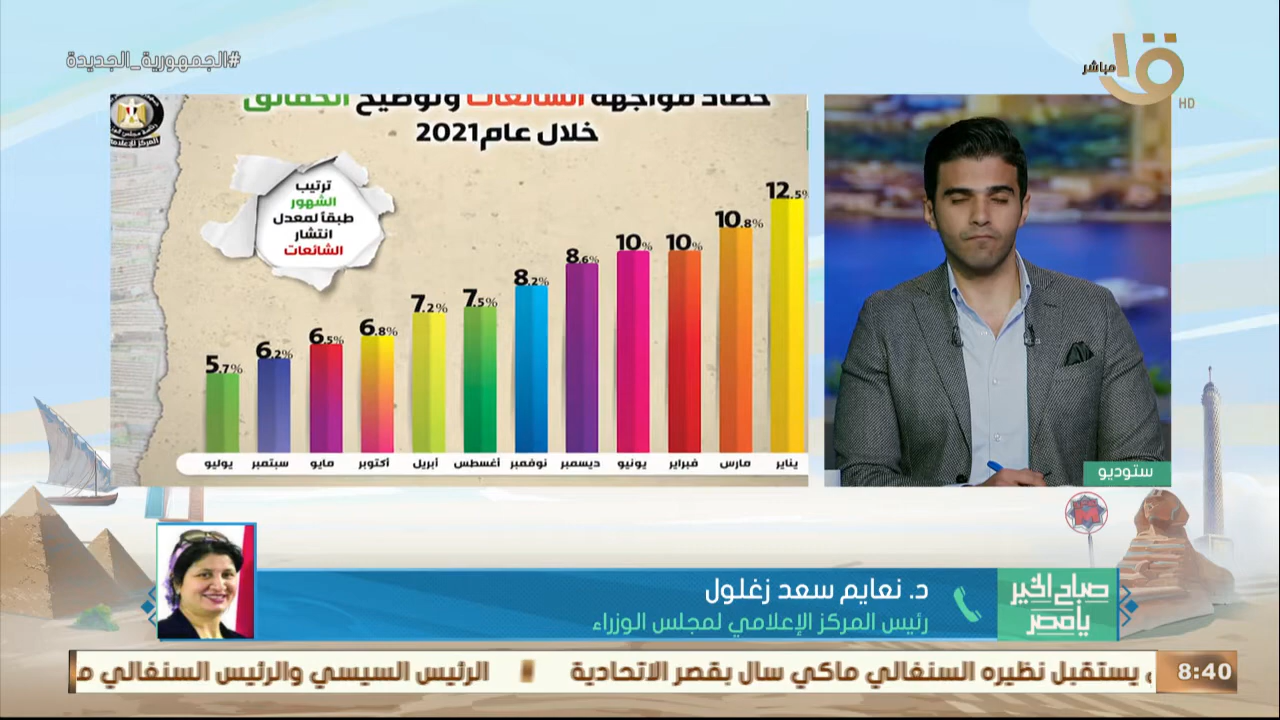 #الجمهورية_الجديدة
مباشر
HD
حصاد مواجهة الشائعات وتوضيح الحقائق
خلال عام2021
ترتيب
الشهور
طبقاً لمعدل
انتشار
الشائعات
5.7% 6.2% 6.5% 6.8% 7.2% 7.5% 8.2% 8.6% 10% 10% 10.8% 12.5%
يوليو سبتمبر مايو أكتوبر أبريل أغسطس نوفمبر ديسمبر يونيو فبراير مارس يناير
ستوديو
M
صباح الخير
يا مصر
د. نعايم سعد زغلول
رئيس المركز الإعلامي لمجلس الوزراء
يستقبل نظيره السنغالي ماكي سال بقصر الاتحادية الرئيس السيسي والرئيس السنغالي
8:40